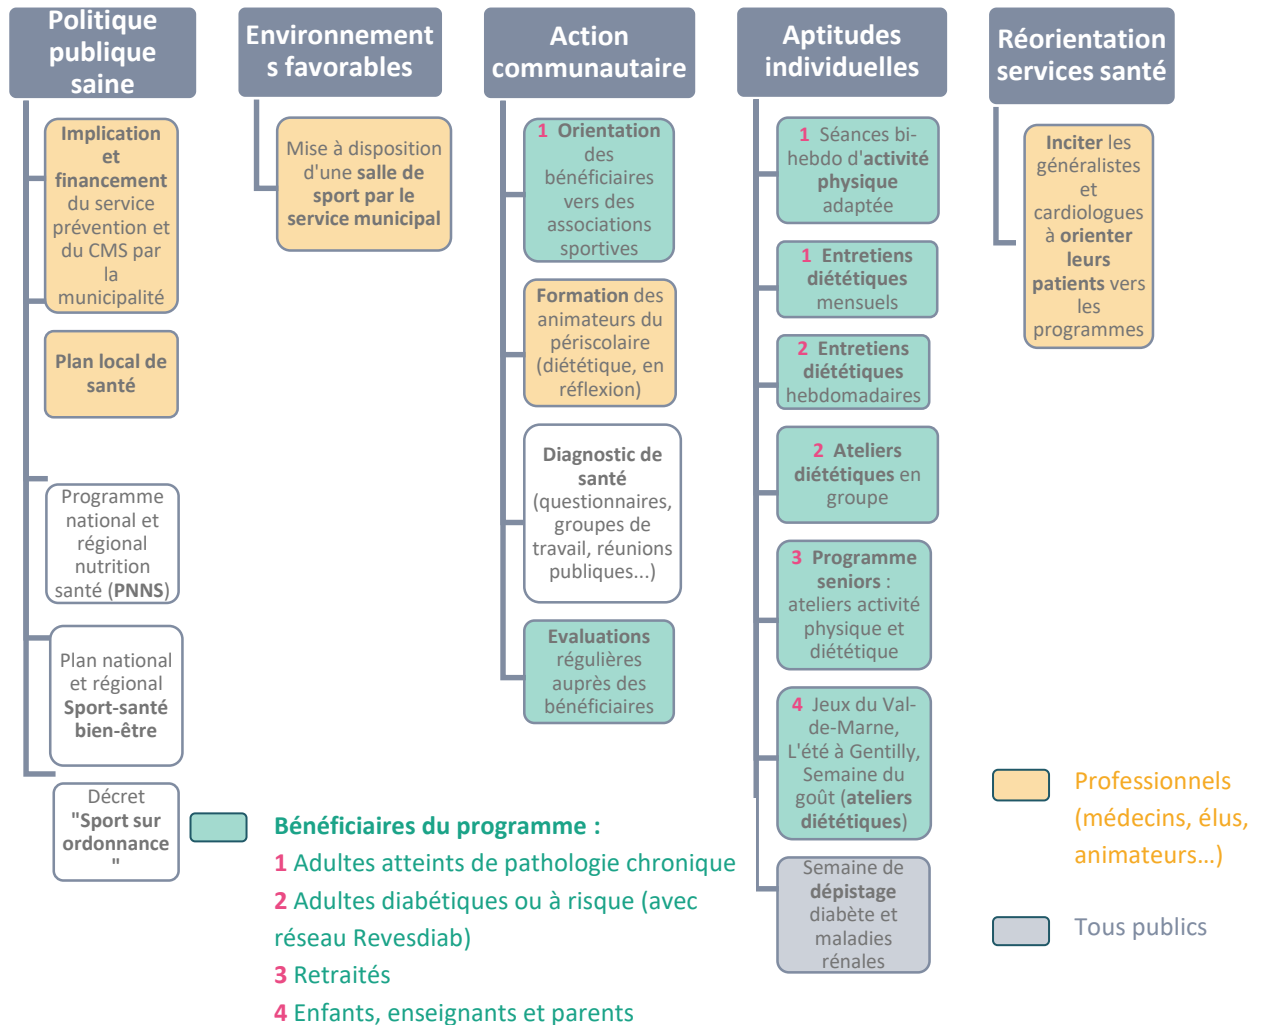 Politique
publique
saine
Implication
et
financement
du service
prévention et
du CMS par
la
municipalité
Plan local de
santé
Programme
national et
régional
nutrition
santé (PNNS)
Plan national
et régional
Sport-santé
bien-être
Décret
"Sport sur
ordonnance
"
Environnement
s favorables
Mise à disposition
d'une salle de
sport par le
service municipal
Action
communautaire
1 Orientation
des
bénéficiaires
vers des
associations
sportives
Formation des
animateurs du
périscolaire
(diététique, en
réflexion)
Diagnostic de
santé
(questionnaires,
groupes de
travail, réunions
publiques...)
Evaluations
régulières
auprès des
bénéficiaires
Aptitudes
individuelles
1 Séances bi-
hebdo d'activité
physique
adaptée
1 Entretiens
diététiques
mensuels
2 Entretiens
diététiques
hebdomadaires
2 Ateliers
diététiques en
groupe
3 Programme
seniors :
ateliers activité
physique et
diététique
4 Jeux du Val-
de-Marne,
L'été à Gentilly,
Semaine du
goût (ateliers
diététiques)
Semaine de
dépistage
diabète et
maladies
rénales
Réorientation
services santé
Inciter les
généralistes
et
cardiologues
à orienter
leurs
patients vers
les
programmes
Bénéficiaires du programme :
1 Adultes atteints de pathologie chronique
2 Adultes diabétiques ou à risque (avec
réseau Revesdiab)
3 Retraités
4 Enfants, enseignants et parents
Professionnels
(médecins, élus,
animateurs…)
Tous publics